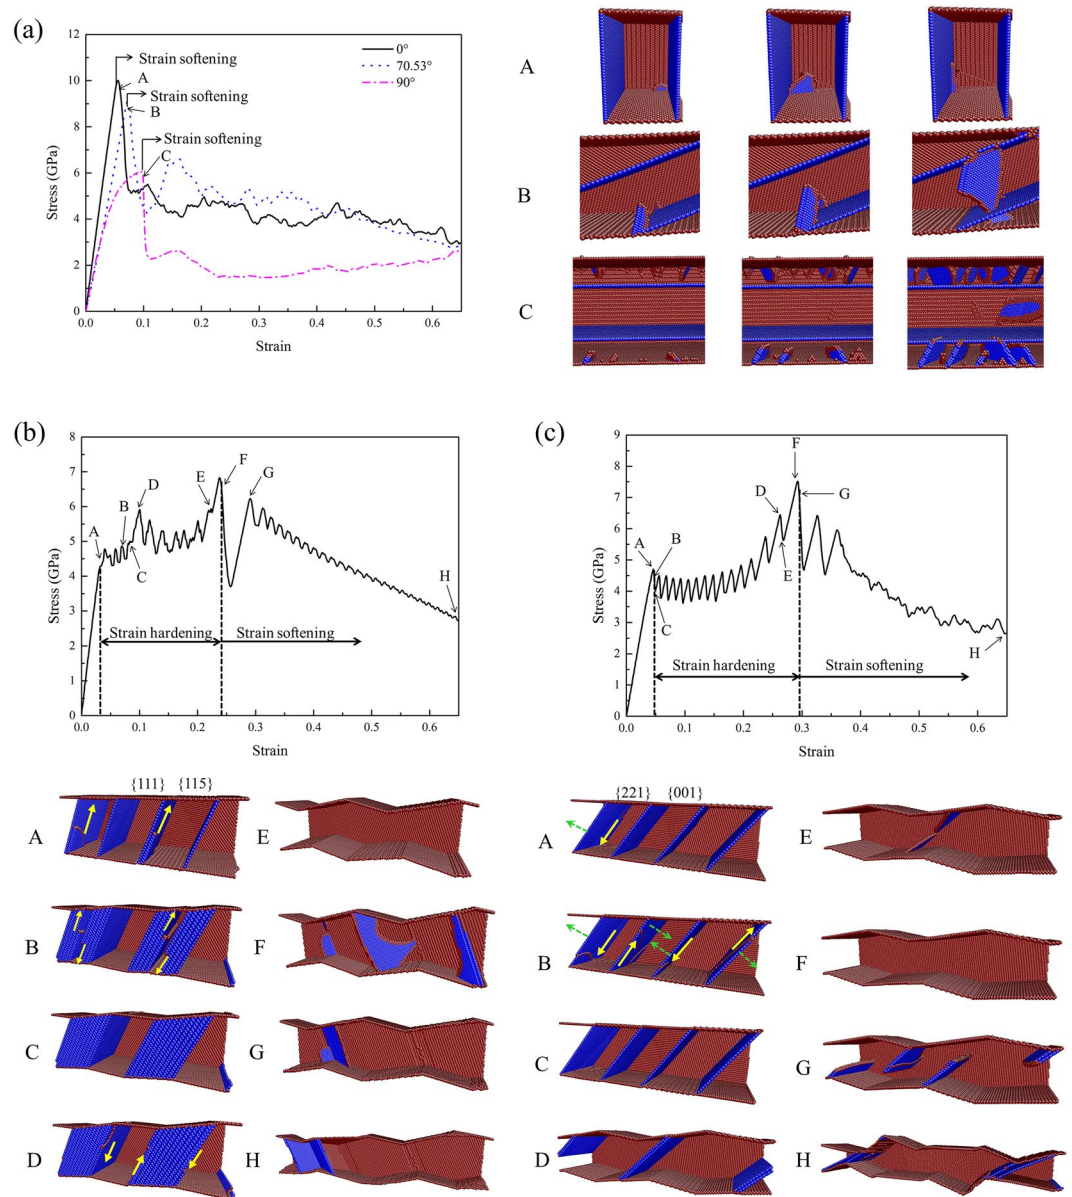 (a)
12
10
8
6
4
2
0
Stress (GPa)
0.0 0.1 0.2 0.3 0.4 0.5 0.6
Strain
Strain softening
A
Strain softening
B
Strain softening
C
0°
70.53°
90°
A
B
C
(b)
8
7
6
5
4
3
2
1
0
Stress (GPa)
0.0 0.1 0.2 0.3 0.4 0.5 0.6
Strain
A
B
C
D
E
F
G
H
Strain hardening
Strain softening
(c)
9
8
7
6
5
4
3
2
1
0
Stress (GPa)
0.0 0.1 0.2 0.3 0.4 0.5 0.6
Strain
A
B
C
D
E
F
G
H
Strain hardening
Strain softening
{111} {115}
A
B
C
D
E
F
G
H
{221} {001}
A
B
C
D
E
F
G
H